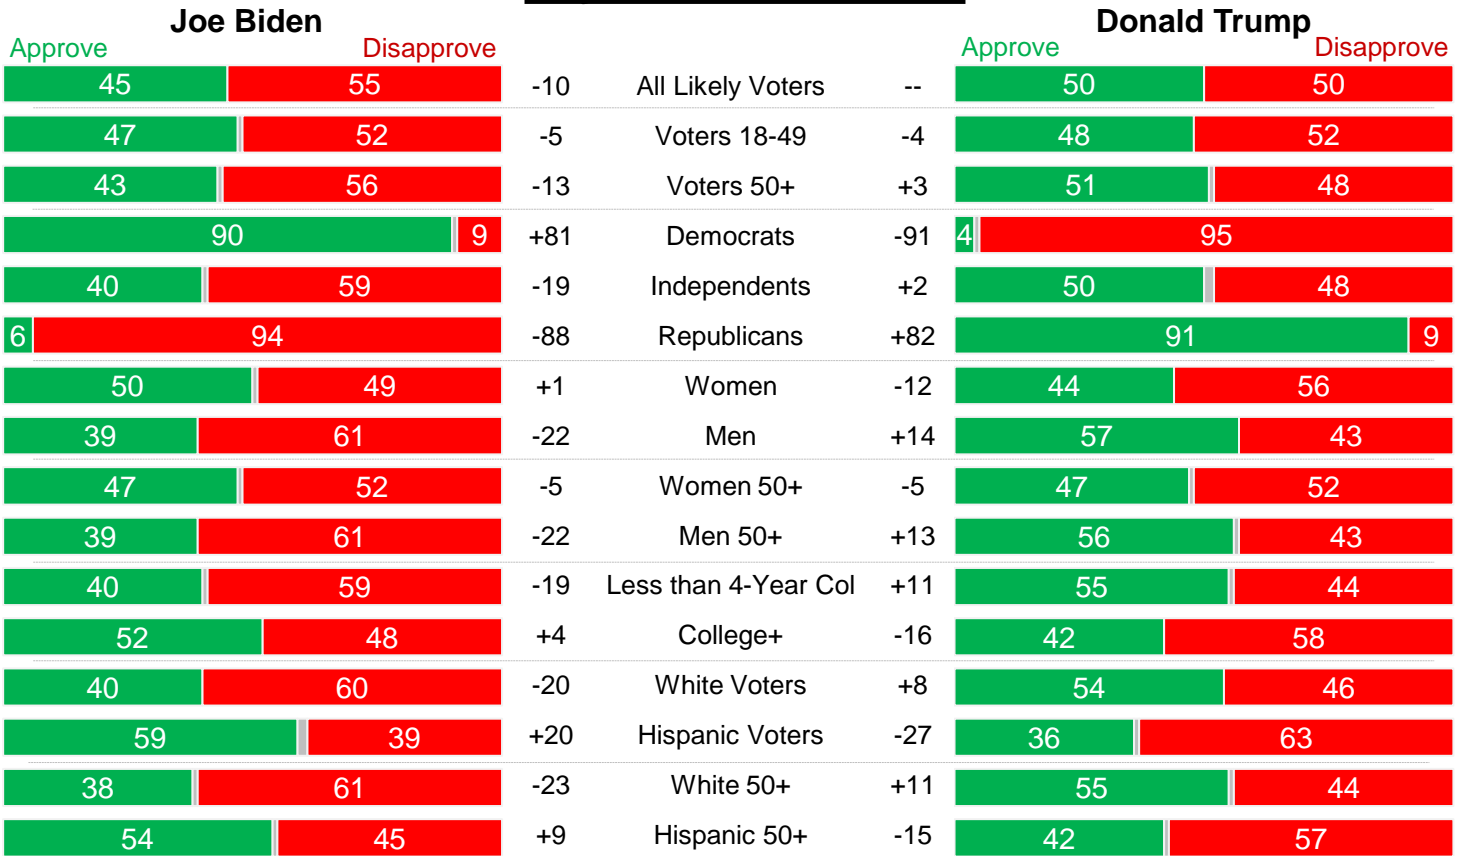 Joe Biden Donald Trump
Approve Disapprove Approve Disapprove
45 55 -10 All Likely Voters -- 50 50
47 52 -5 Voters 18-49 -4 48 52
43 56 -13 Voters 50+ +3 51 48
90 9 +81 Democrats -91 4 95
40 59 -19 Independents +2 50 48
6 94 -88 Republicans +82 91 9
50 49 +1 Women -12 44 56
39 61 -22 Men +14 57 43
47 52 -5 Women 50+ -5 47 52
39 61 -22 Men 50+ +13 56 43
40 59 -19 Less than 4-Year Col +11 55 44
52 48 +4 College+ -16 42 58
40 60 -20 White Voters +8 54 46
59 39 +20 Hispanic Voters -27 36 63
38 61 -23 White 50+ +11 55 44
54 45 +9 Hispanic 50+ -15 42 57